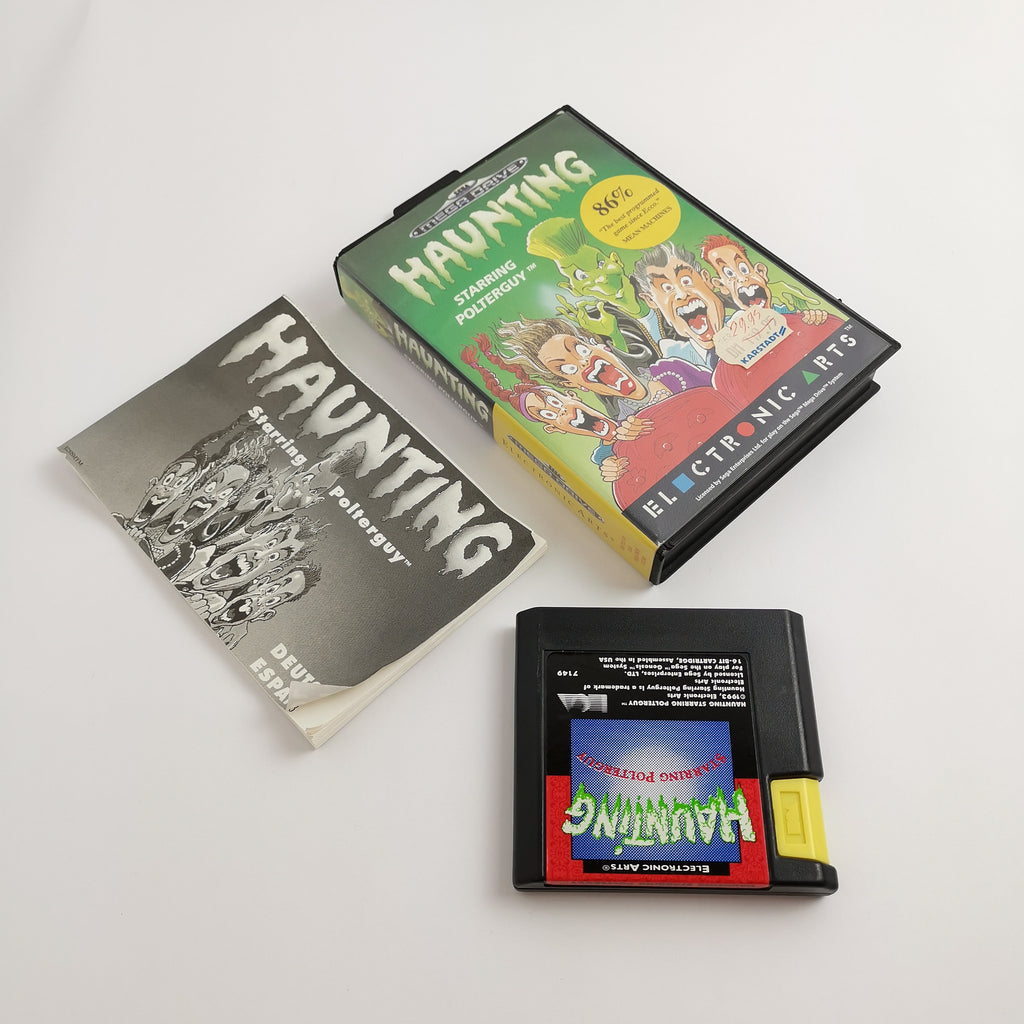 MEGA DRIVE
HAUNTING
STARRING
POLTERGUY™
86%
"The best programmed
game since Ecco."
MEAN MACHINES
29.95
KARSTADT
ELECTRONIC ARTS™
Licensed by Sega Enterprises Ltd. for play on the Sega™ Mega Drive™ System
HAUNTING
MEGA DRIVE
ELECTRONIC ARTS®
HAUNTING
Starring Polterguy™
DEUT
ESPA
ELECTRONIC ARTS®
HAUNTING
STARRING POLTERGUY
HAUNTING STARRING POLTERGUY™
©1993, Electronic Arts
Haunting Starring Polterguy is a trademark of
Electronic Arts
7149
Licensed by Sega Enterprises, LTD.
For play on the Sega™ Genesis™ System
16-BIT CARTRIDGE, Assembled in the USA